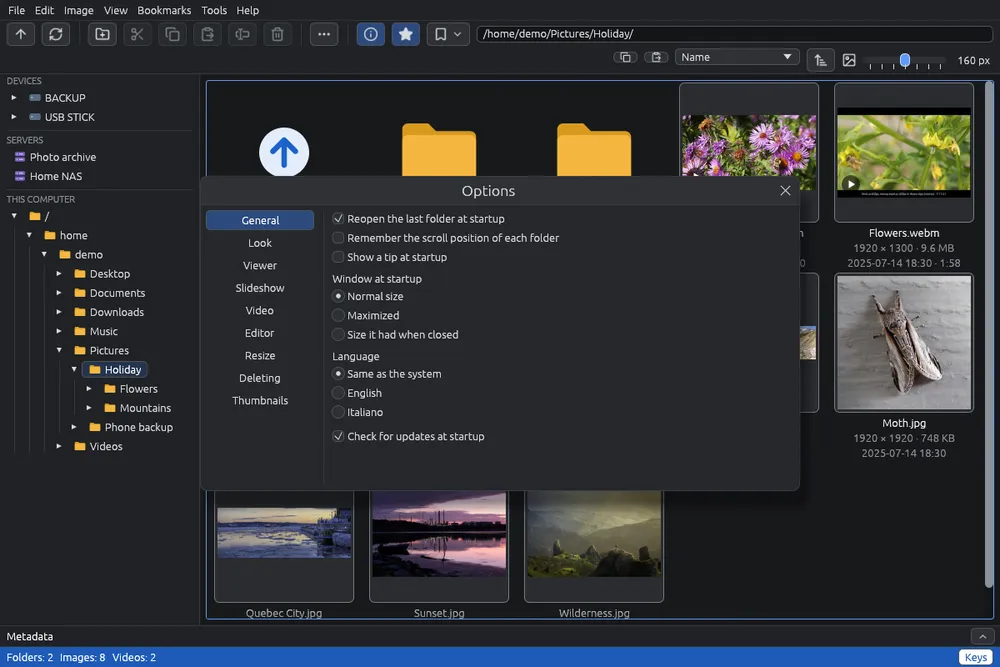 File Edit Image View Bookmarks Tools Help
/home/demo/Pictures/Holiday/
Name
160 px
DEVICES
BACKUP
USB STICK
SERVERS
Photo archive
Home NAS
THIS COMPUTER
/
home
demo
Desktop
Documents
Downloads
Music
Pictures
Holiday
Flowers
Mountains
Phone backup
Videos
Options
General
Look
Viewer
Slideshow
Video
Editor
Resize
Deleting
Thumbnails
Reopen the last folder at startup
Remember the scroll position of each folder
Show a tip at startup
Window at startup
Normal size
Maximized
Size it had when closed
Language
Same as the system
English
Italiano
Check for updates at startup
Flowers.webm
1920 × 1300 · 9.6 MB
2025-07-14 18:30 · 1:58
Moth.jpg
1920 × 1920 · 748 KB
2025-07-14 18:30
Quebec City.jpg
Sunset.jpg
Wilderness.jpg
Metadata
Folders: 2 Images: 8 Videos: 2
Keys